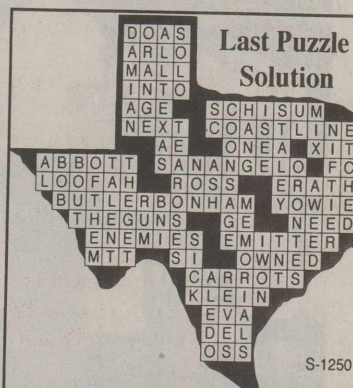 Last Puzzle
Solution
DOAS
ARLO
MALL
INTO
AGE SCHISUM
NEXT COASTLINE
AE ONEA XIT
ABBOTT SANANGELO FC
LOOFAH ROSS ERATH
BUTLERBONHAM YOWIE
THEGUNS GE NEED
ENEMIES EMITTER
MTT SI OWNED
CARROTS
KLEIN
EVA
DEL
OSS
S-1250